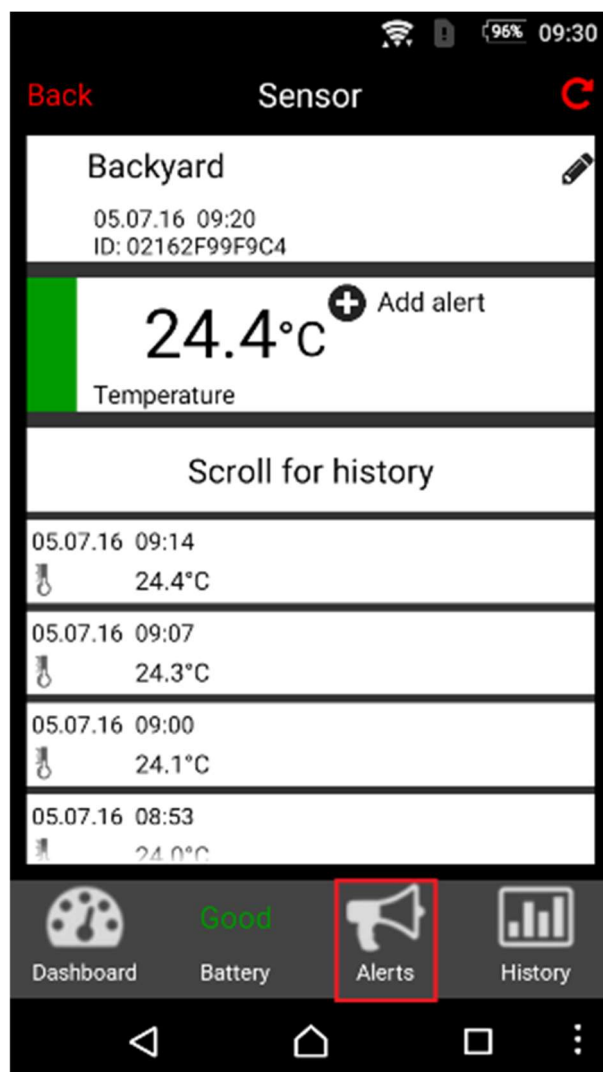 96% 09:30
Back Sensor
Backyard
05.07.16 09:20
ID: 02162F99F9C4
24.4°C Add alert
Temperature
Scroll for history
05.07.16 09:14
24.4°C
05.07.16 09:07
24.3°C
05.07.16 09:00
24.1°C
05.07.16 08:53
24.0°C
Good
Dashboard Battery Alerts History